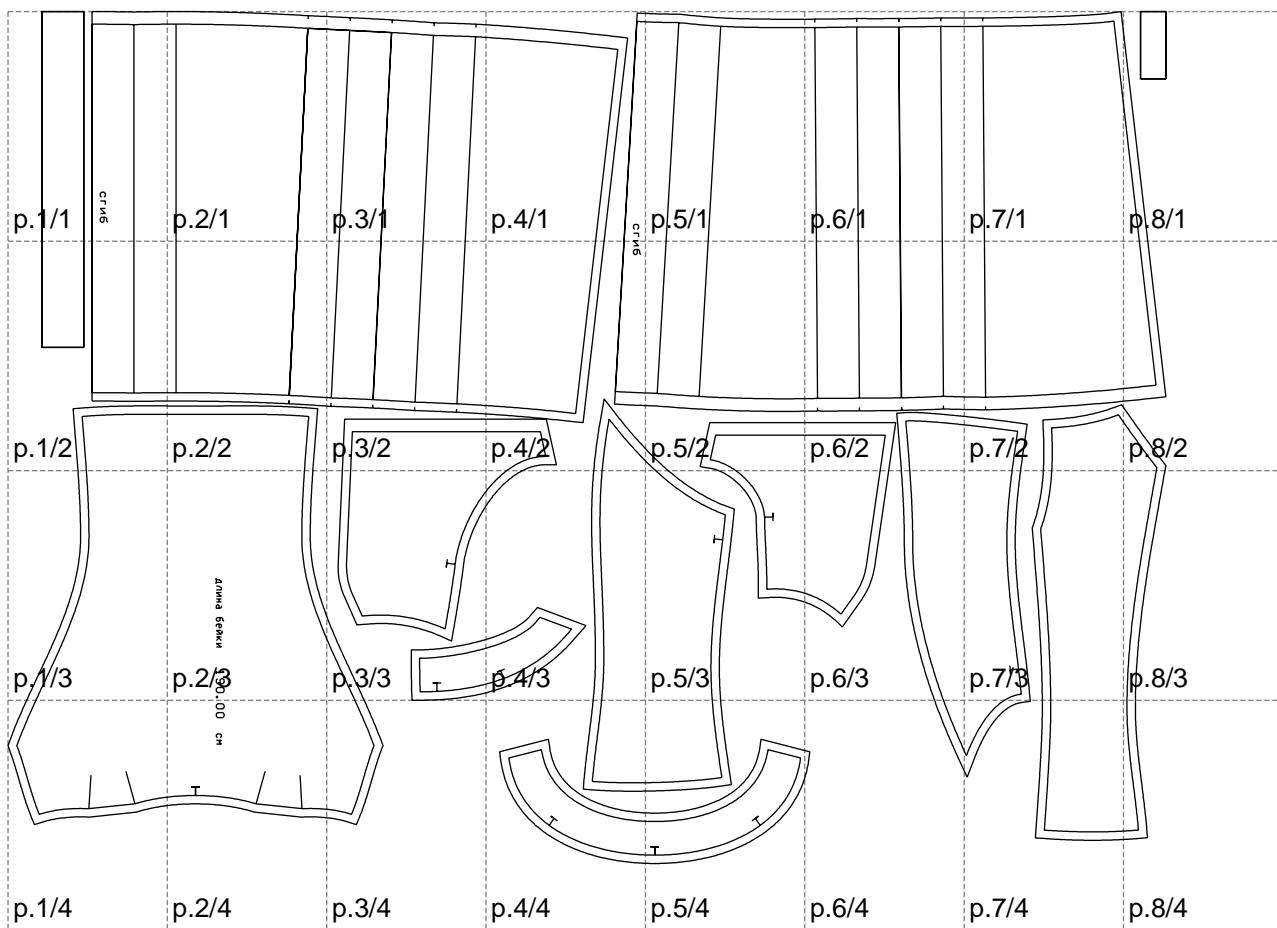 сгиб
сгиб
p.1/1 p.2/1 p.3/1 p.4/1 p.5/1 p.6/1 p.7/1 p.8/1
p.1/2 p.2/2 p.3/2 p.4/2 p.5/2 p.6/2 p.7/2 p.8/2
длина бейки
.00 см
p.1/3 p.2/3 p.3/3 p.4/3 p.5/3 p.6/3 p.7/3 p.8/3
p.1/4 p.2/4 p.3/4 p.4/4 p.5/4 p.6/4 p.7/4 p.8/4